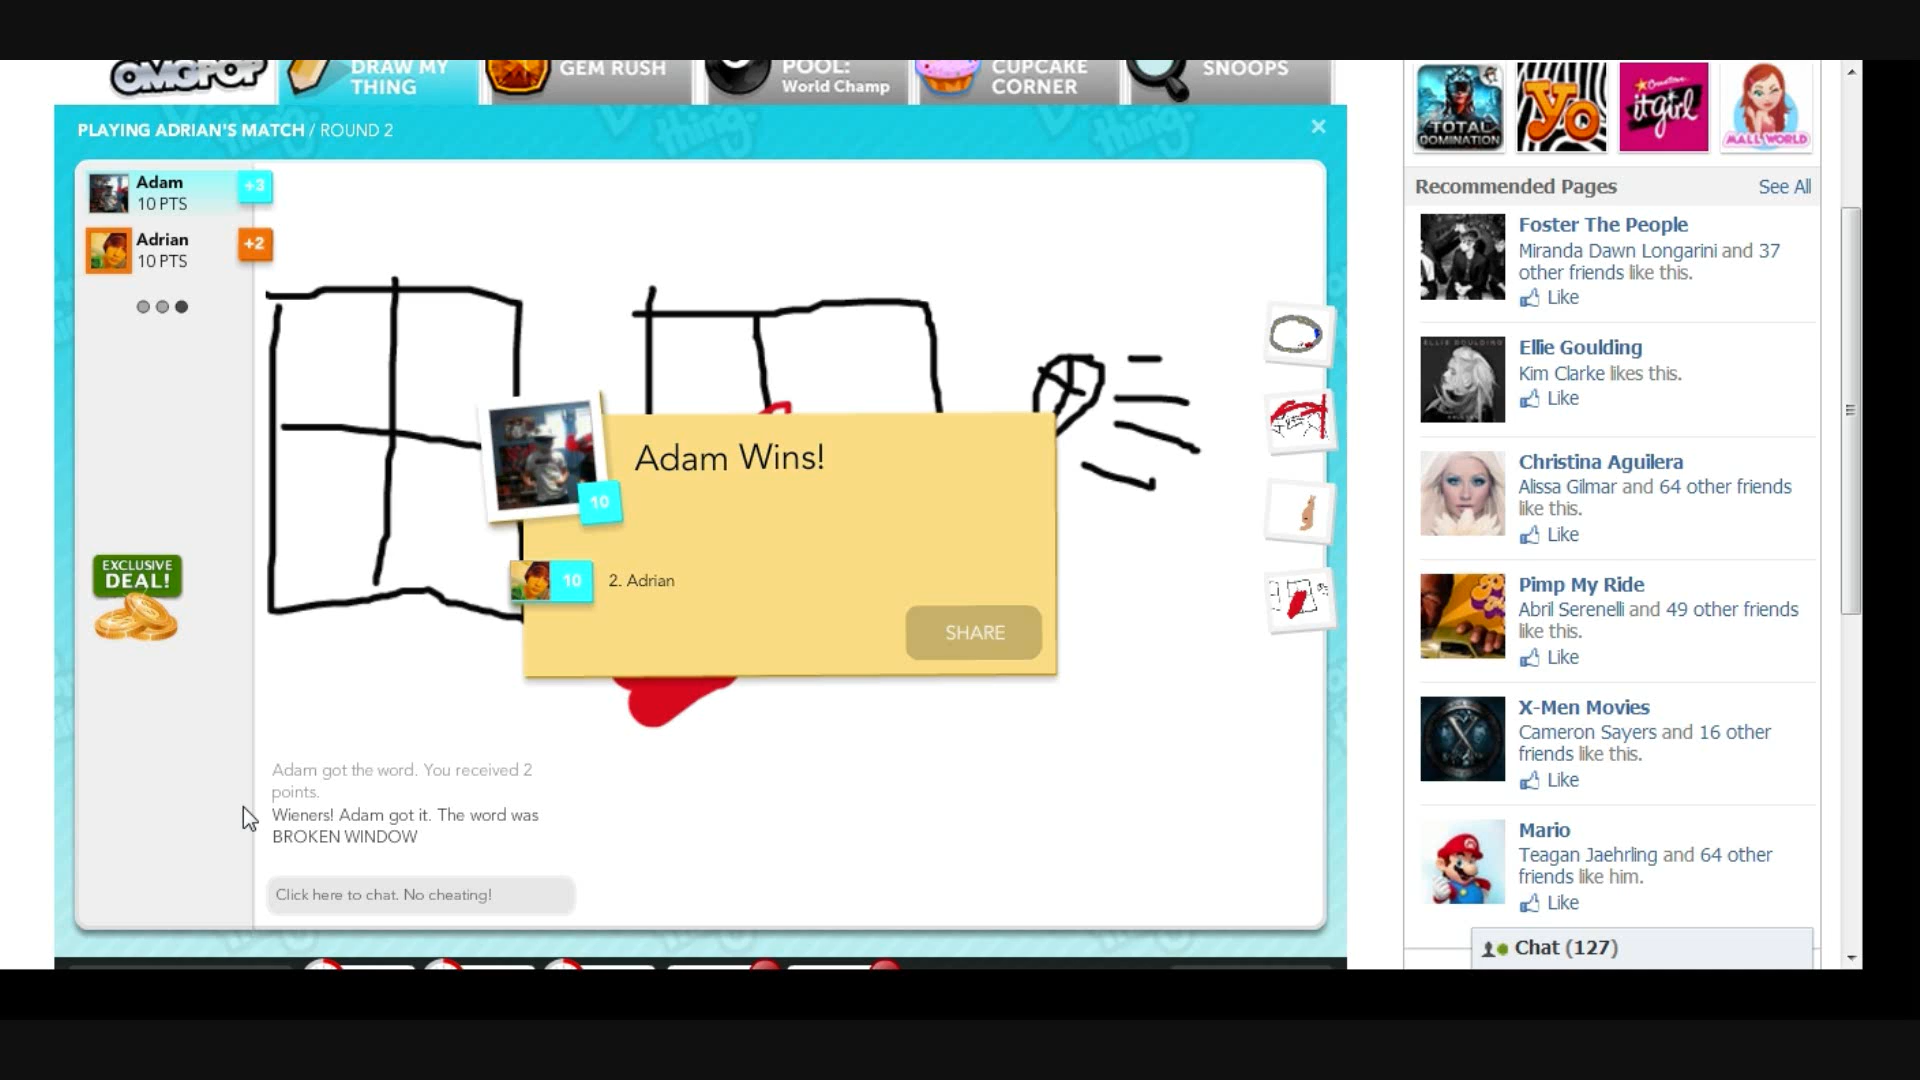 OMGPOP
DRAW MY
THING
GEM RUSH
POOL:
World Champ
CUPCAKE
CORNER
SNOOPS
PLAYING ADRIAN'S MATCH / ROUND 2
Adam
10 PTS
+3
Adrian
10 PTS
+2
EXCLUSIVE
DEAL!
Adam Wins!
10
10
2. Adrian
SHARE
Adam got the word. You received 2
points.
Wieners! Adam got it. The word was
BROKEN WINDOW
Click here to chat. No cheating!
TOTAL
DOMINATION
Yo
it girl
MALL WORLD
Recommended Pages
See All
Foster The People
Miranda Dawn Longarini and 37
other friends like this.
Like
ELLIE GOULDING
Ellie Goulding
Kim Clarke likes this.
Like
Christina Aguilera
Alissa Gilmar and 64 other friends
like this.
Like
Pimp My Ride
Abril Serenelli and 49 other friends
like this.
Like
X-Men Movies
Cameron Sayers and 16 other
friends like this.
Like
Mario
Teagan Jaehrling and 64 other
friends like him.
Like
Chat (127)